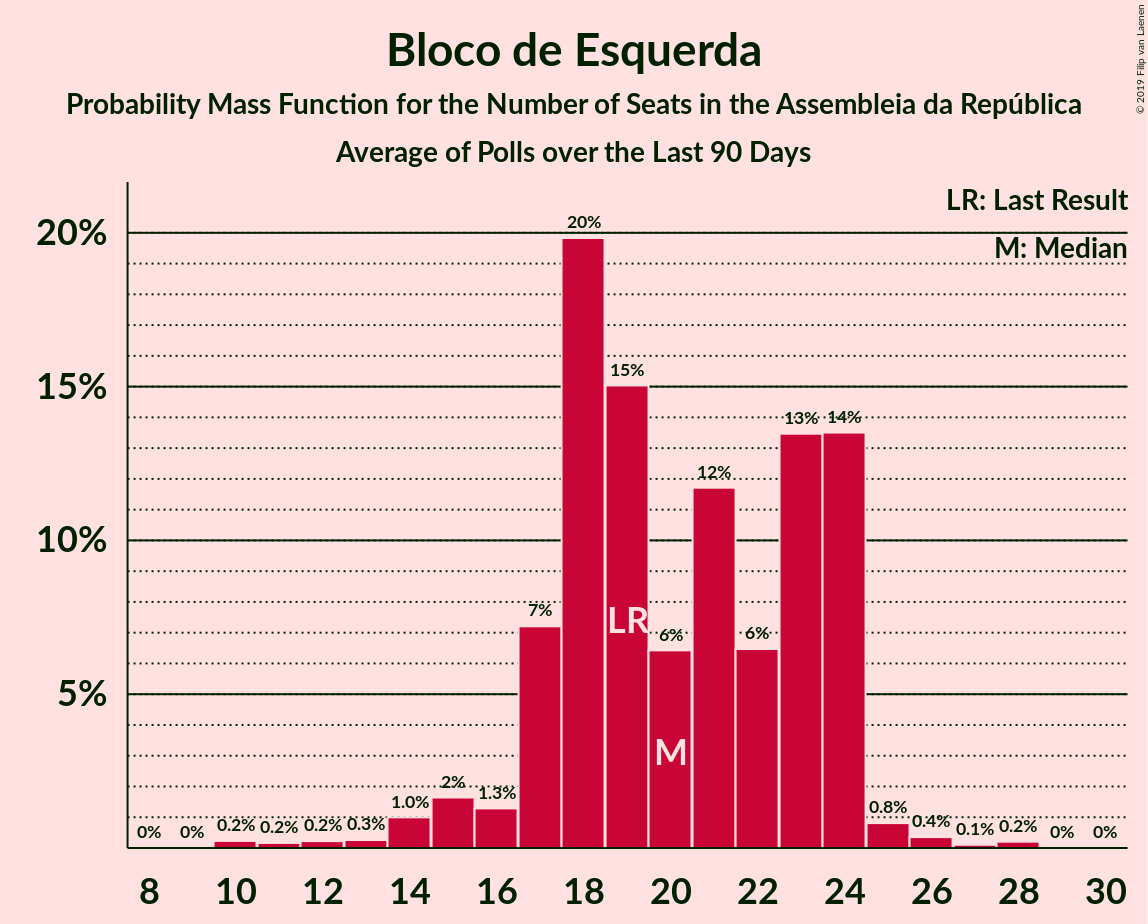 Bloco de Esquerda
Probability Mass Function for the Number of Seats in the Assembleia da República
Average of Polls over the Last 90 Days
© 2019 Filip van Laenen
LR: Last Result
M: Median
20%
15%
10%
5%
0% 0% 0.2% 0.2% 0.2% 0.3% 1.0% 2% 1.3% 7% 20% 15% 6% 12% 6% 13% 14% 0.8% 0.4% 0.1% 0.2% 0% 0%
LR
M
8 10 12 14 16 18 20 22 24 26 28 30